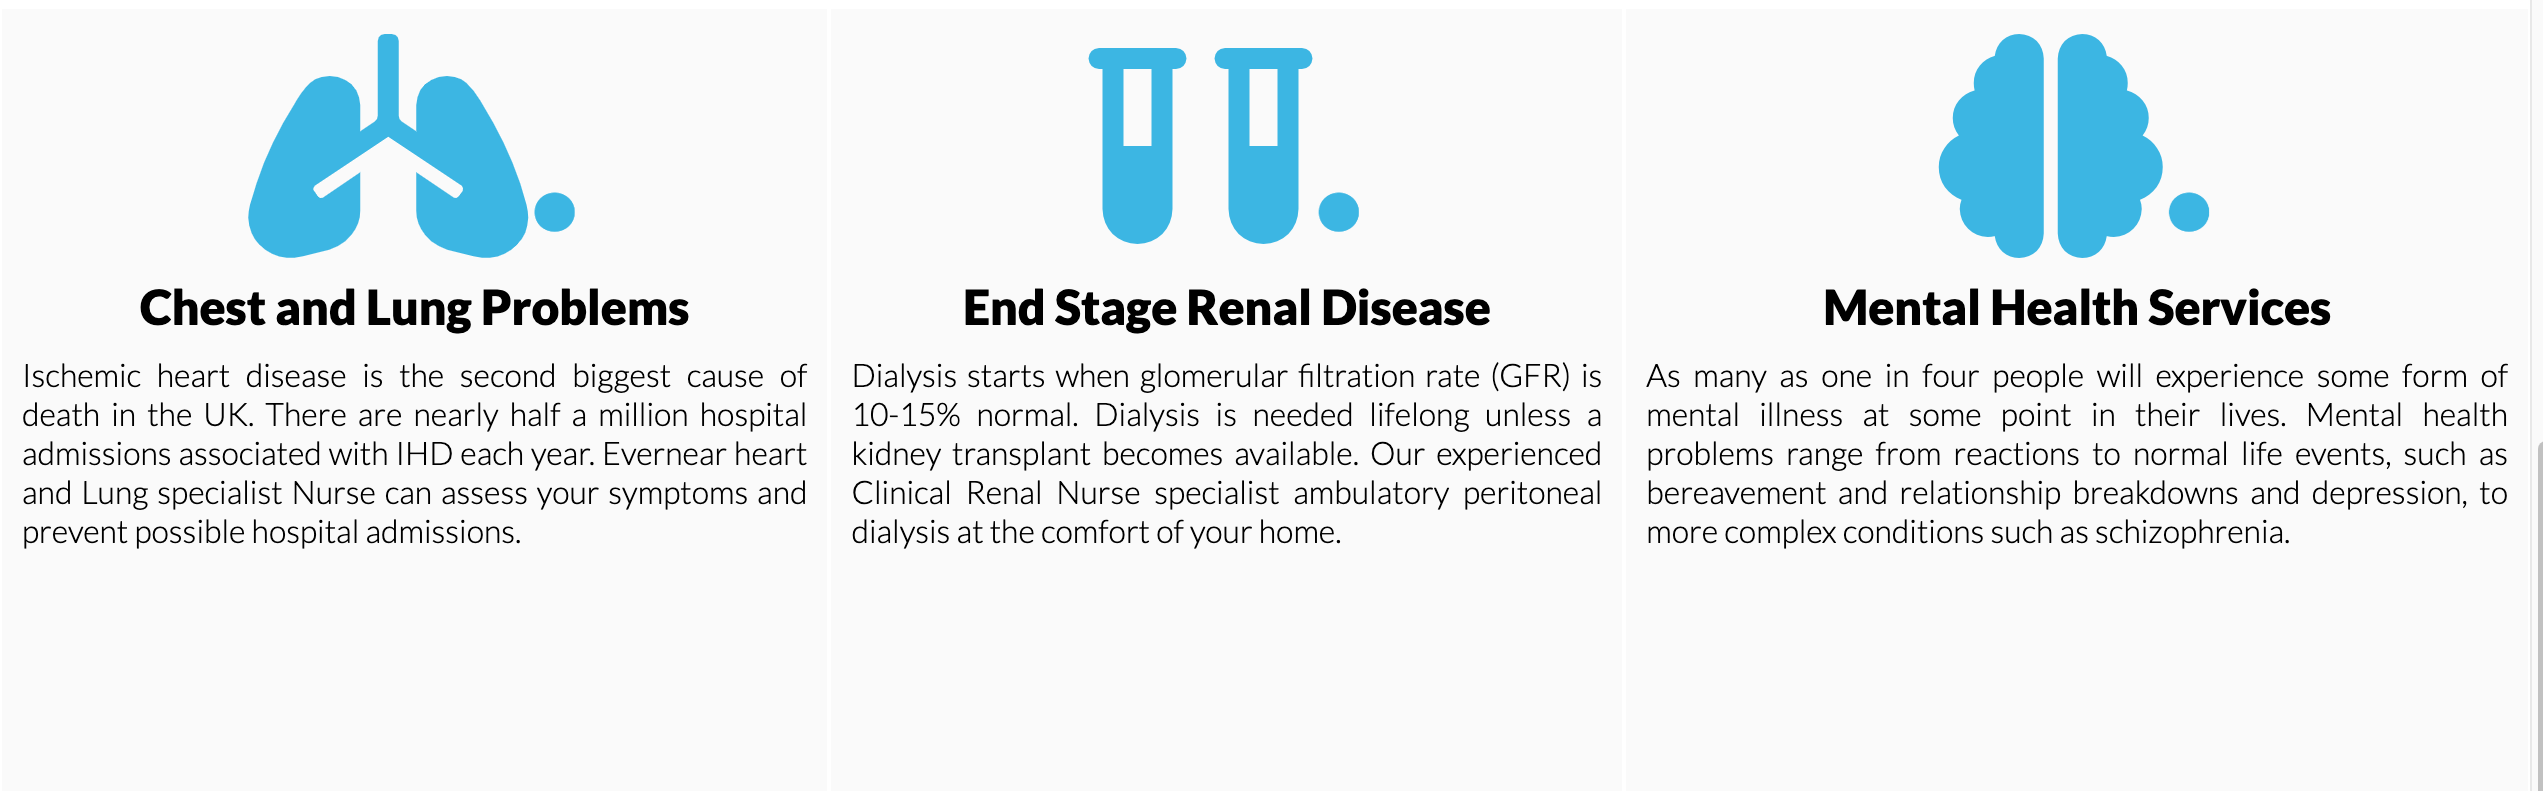 Chest and Lung Problems
Ischemic heart disease is the second biggest cause of
death in the UK. There are nearly half a million hospital
admissions associated with IHD each year. Evernear heart
and Lung specialist Nurse can assess your symptoms and
prevent possible hospital admissions.
End Stage Renal Disease
Dialysis starts when glomerular filtration rate (GFR) is
10-15% normal. Dialysis is needed lifelong unless a
kidney transplant becomes available. Our experienced
Clinical Renal Nurse specialist ambulatory peritoneal
dialysis at the comfort of your home.
Mental Health Services
As many as one in four people will experience some form of
mental illness at some point in their lives. Mental health
problems range from reactions to normal life events, such as
bereavement and relationship breakdowns and depression, to
more complex conditions such as schizophrenia.